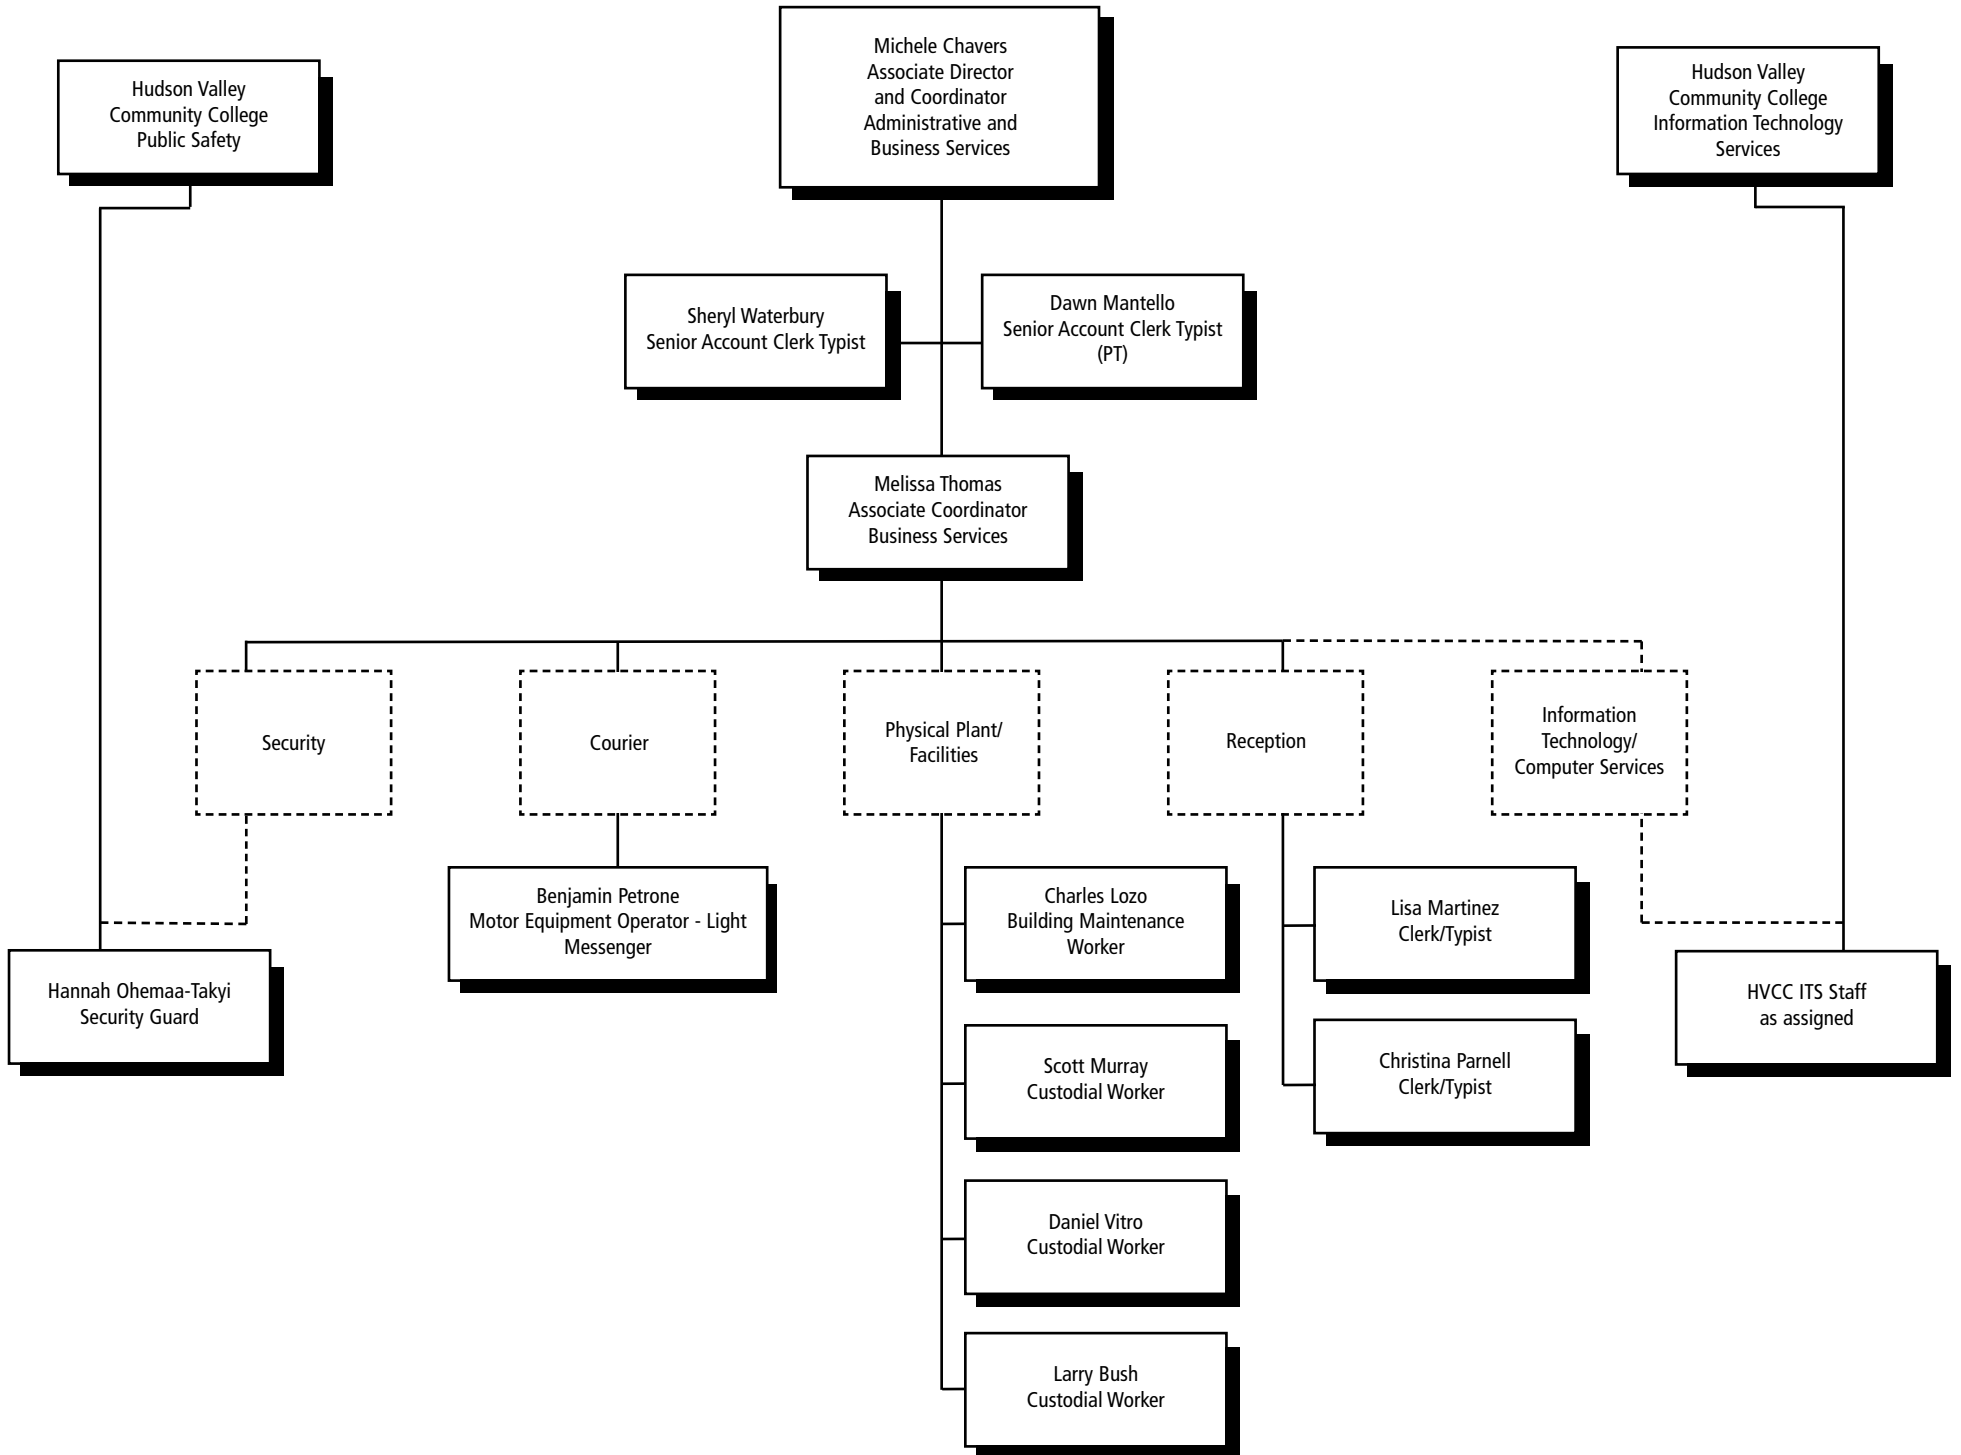 Michele Chavers
Associate Director
and Coordinator
Administrative and
Business Services
Hudson Valley
Community College
Public Safety
Hudson Valley
Community College
Information Technology
Services
Sheryl Waterbury
Senior Account Clerk Typist
Dawn Mantello
Senior Account Clerk Typist
(PT)
Melissa Thomas
Associate Coordinator
Business Services
Security
Courier
Physical Plant/
Facilities
Reception
Information
Technology/
Computer Services
Hannah Ohemaa-Takyi
Security Guard
Benjamin Petrone
Motor Equipment Operator - Light
Messenger
Charles Lozo
Building Maintenance
Worker
Scott Murray
Custodial Worker
Daniel Vitro
Custodial Worker
Larry Bush
Custodial Worker
Lisa Martinez
Clerk/Typist
Christina Parnell
Clerk/Typist
HVCC ITS Staff
as assigned